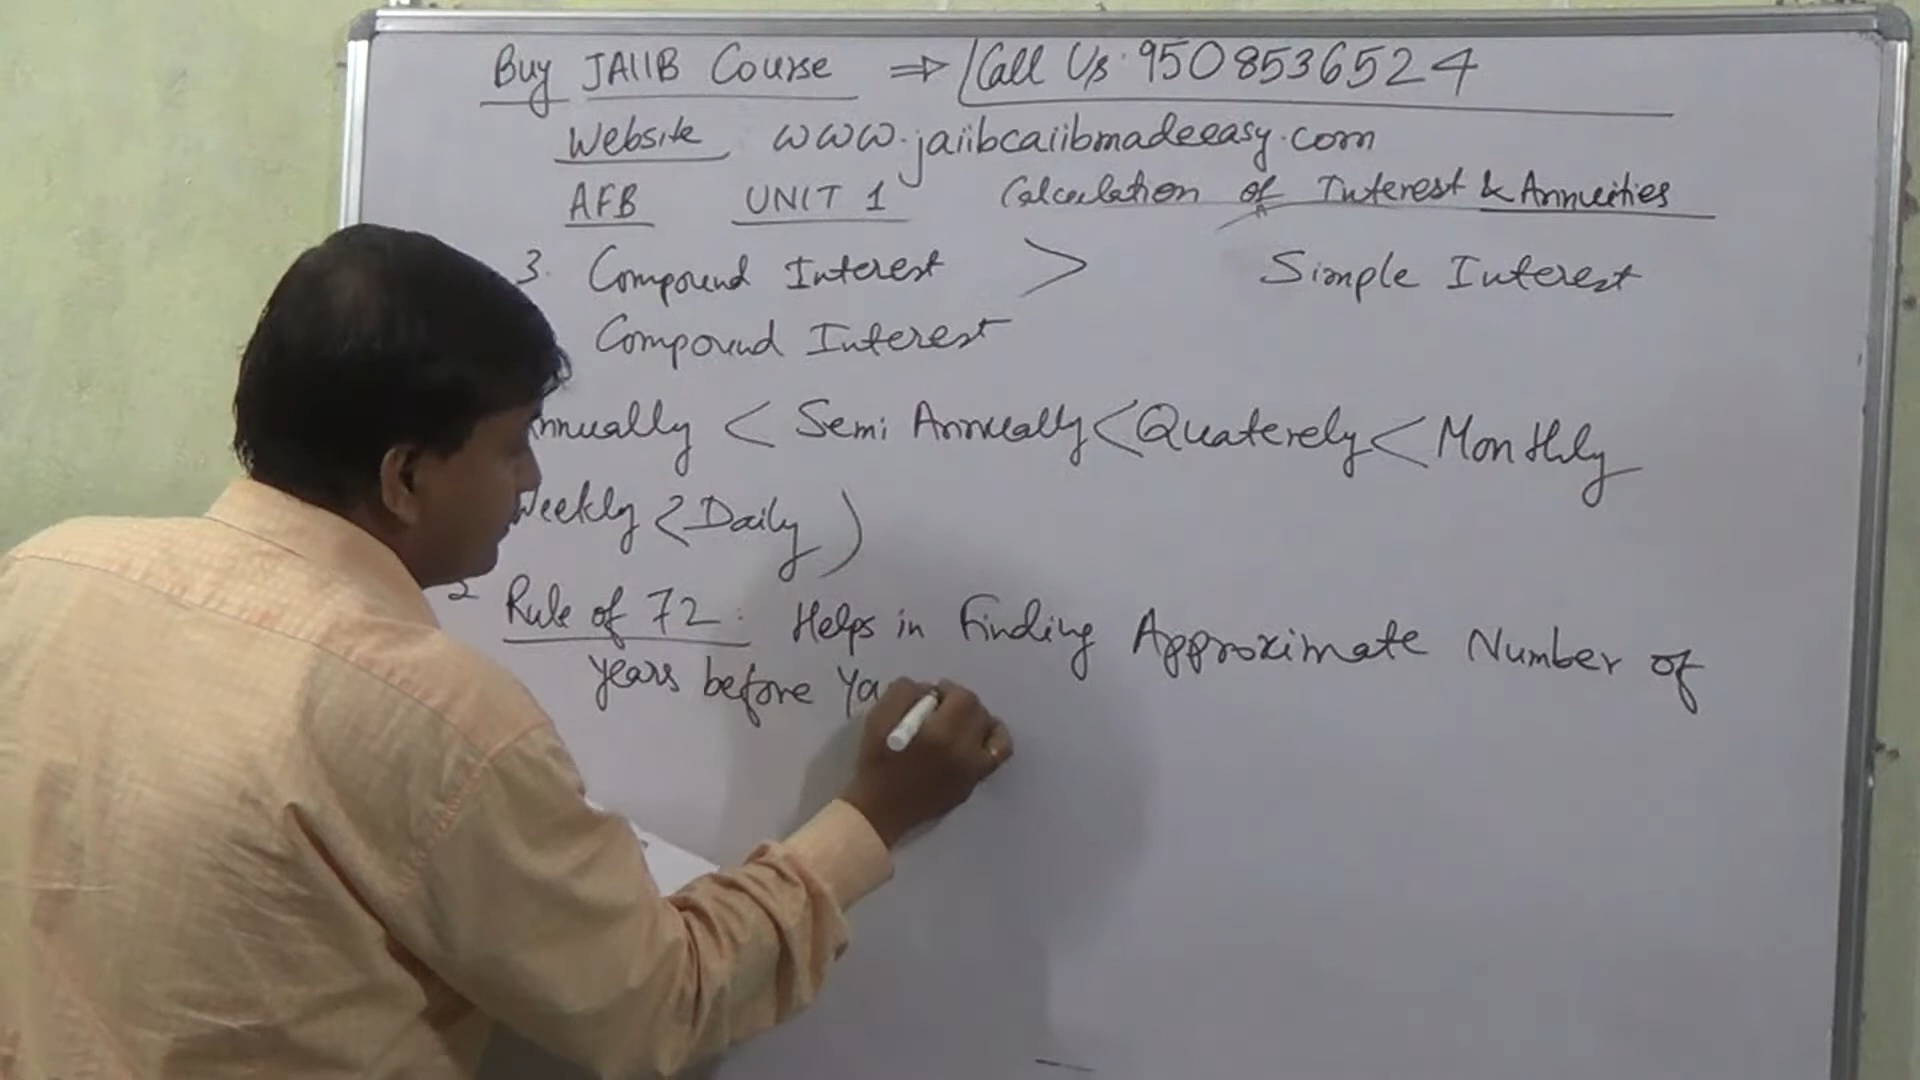 Buy JAIIB Course ⇒ Call Us 9508536524
Website www.jaiibcaiibmadeeasy.com
AFB UNIT 1 Calculation of Interest & Annuities
3. Compound Interest > Simple Interest
Compound Interest
Annually < Semi Annually < Quaterely < Monthly
Weekly < Daily )
2 Rule of 72 : Helps in Finding Approximate Number of
years before